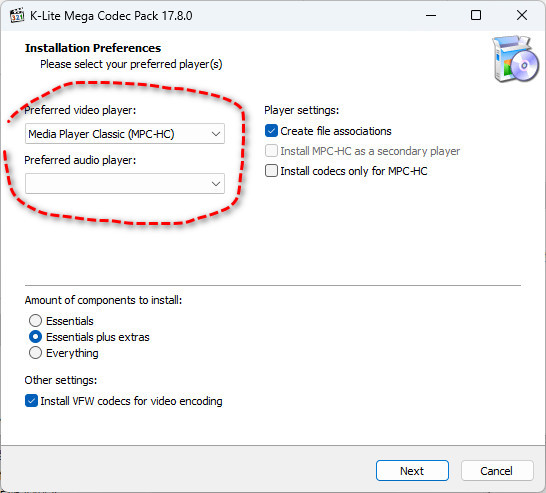 K-Lite Mega Codec Pack 17.8.0
Installation Preferences
Please select your preferred player(s)
Preferred video player:
Media Player Classic (MPC-HC)
Preferred audio player:
Player settings:
Create file associations
Install MPC-HC as a secondary player
Install codecs only for MPC-HC
Amount of components to install:
Essentials
Essentials plus extras
Everything
Other settings:
Install VFW codecs for video encoding
Next
Cancel